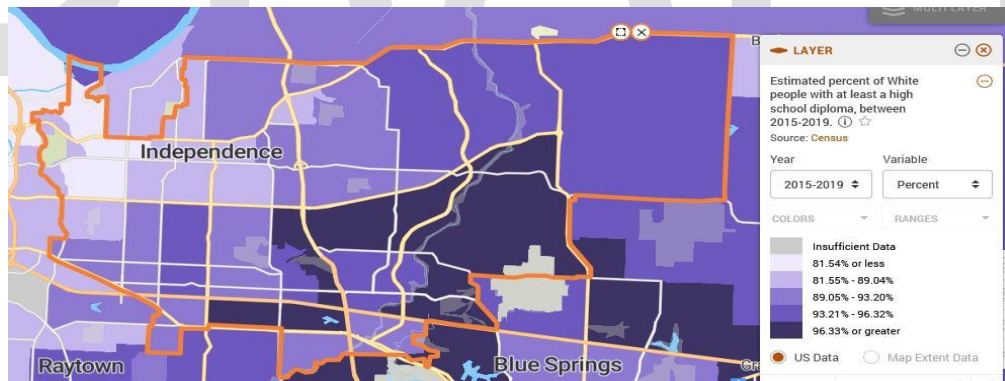 MULTI LAYER
B
LAYER
Estimated percent of White
people with at least a high
school diploma, between
2015-2019.
Source: Census
Year Variable
2015-2019 Percent
COLORS RANGES
Insufficient Data
81.54% or less
81.55% - 89.04%
89.05% - 93.20%
93.21% - 96.32%
96.33% or greater
US Data Map Extent Data
Independence
Raytown
Blue Springs
Gra